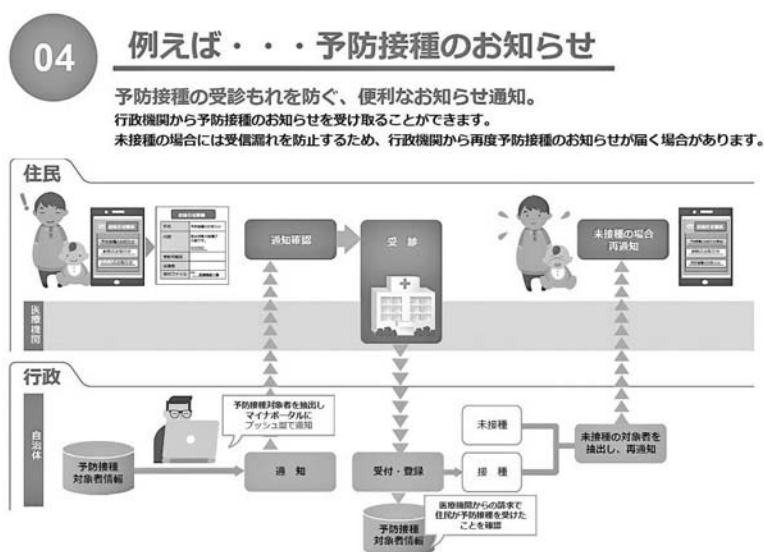 04
例えば・・・予防接種のお知らせ
予防接種の受診もれを防ぐ、便利なお知らせ通知。
行政機関から予防接種のお知らせを受け取ることができます。
未接種の場合には受信漏れを防止するため、行政機関から再度予防接種のお知らせが届く場合があります。
住民
通知確認
受 診
未接種の場合
再通知
医療機関
行政
自治体
予防接種対象者を抽出し
マイナポータルに
プッシュ型で通知
予防接種
対象者情報
通 知
受付・登録
未接種
接 種
未接種の対象者を
抽出し、再通知
医療機関からの請求で
住民が予防接種を受けた
ことを確認
予防接種
対象者情報